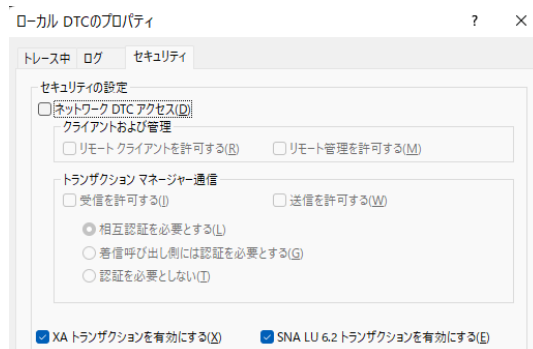 ローカル DTCのプロパティ ? ×
トレース中 ログ セキュリティ
セキュリティの設定
ネットワーク DTC アクセス(D)
クライアントおよび管理
リモート クライアントを許可する(R) リモート管理を許可する(M)
トランザクション マネージャー通信
受信を許可する(I) 送信を許可する(W)
相互認証を必要とする(L)
着信呼び出し側には認証を必要とする(G)
認証を必要としない(T)
XA トランザクションを有効にする(X) SNA LU 6.2 トランザクションを有効にする(E)